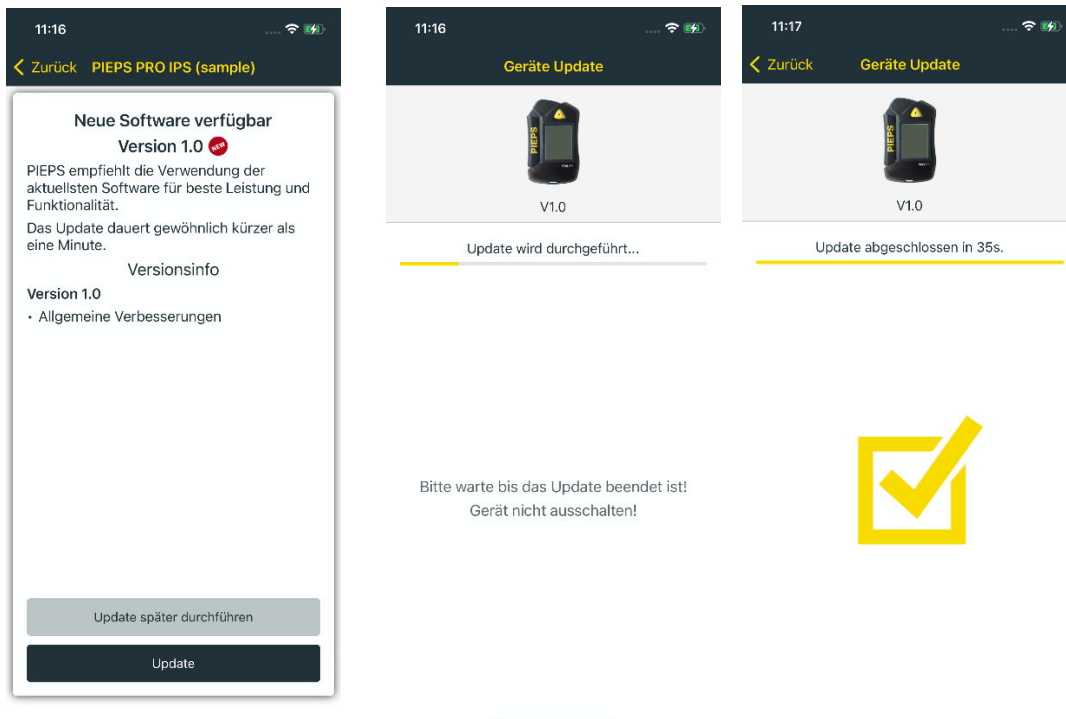 11:16
Zurück PIEPS PRO IPS (sample)
Neue Software verfügbar
Version 1.0 NEW
PIEPS empfiehlt die Verwendung der
aktuellsten Software für beste Leistung und
Funktionalität.
Das Update dauert gewöhnlich kürzer als
eine Minute.
Versionsinfo
Version 1.0
• Allgemeine Verbesserungen
Update später durchführen
Update
11:16
Geräte Update
PIEPS
V1.0
Update wird durchgeführt...
Bitte warte bis das Update beendet ist!
Gerät nicht ausschalten!
11:17
Zurück Geräte Update
PIEPS
V1.0
Update abgeschlossen in 35s.